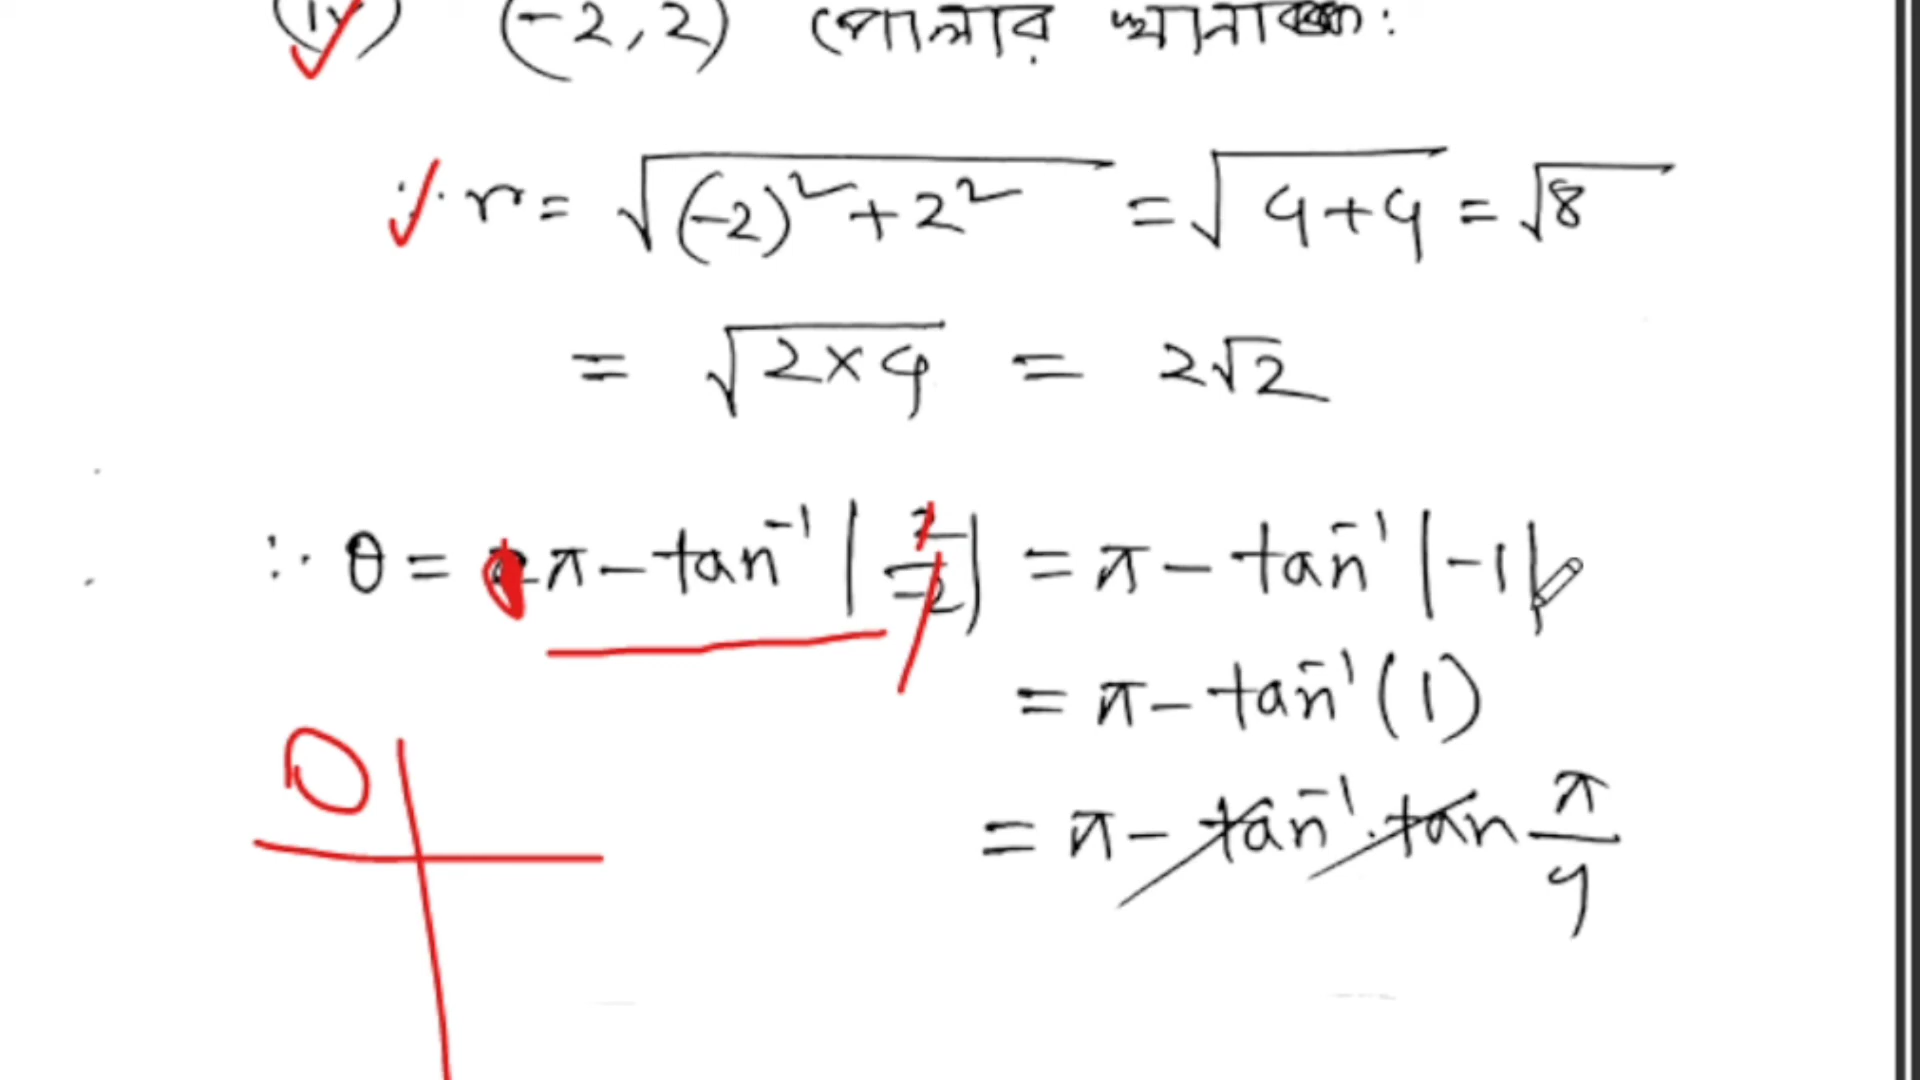 (iv) (-2, 2) পোলার স্থানাঙ্ক:
∴ r = √((-2)² + 2²) = √(4+4) = √8
= √(2×4) = 2√2
∴ θ = π - tan⁻¹ |2/-2| = π - tan⁻¹ |-1|
= π - tan⁻¹ (1)
= π - tan⁻¹ . tan π/4